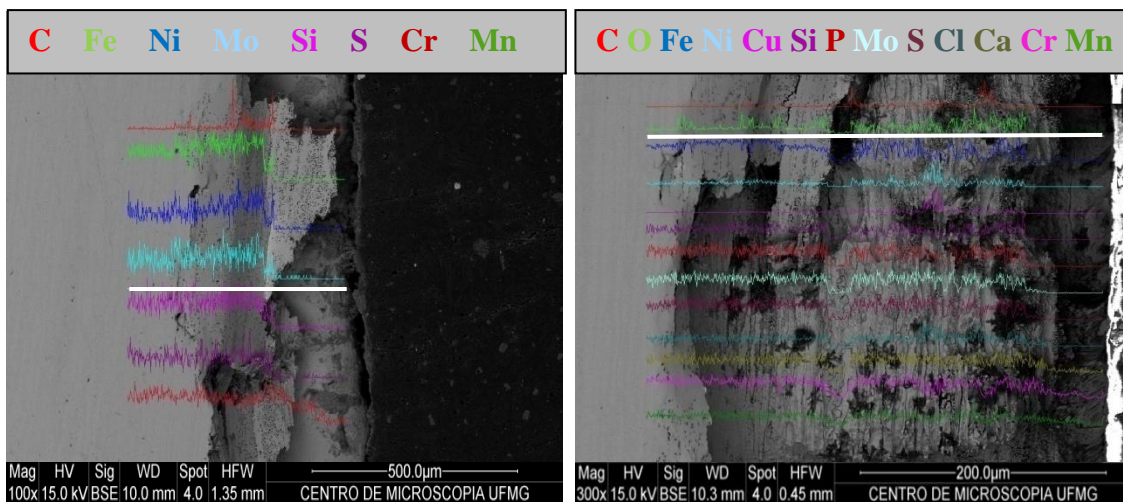 C Fe Ni Mo Si S Cr Mn
Mag HV Sig WD Spot HFW 500.0µm
100x 15.0 kV BSE 10.0 mm 4.0 1.35 mm CENTRO DE MICROSCOPIA UFMG
C O Fe Ni Cu Si P Mo S Cl Ca Cr Mn
Mag HV Sig WD Spot HFW 200.0µm
300x 15.0 kV BSE 10.3 mm 4.0 0.45 mm CENTRO DE MICROSCOPIA UFMG